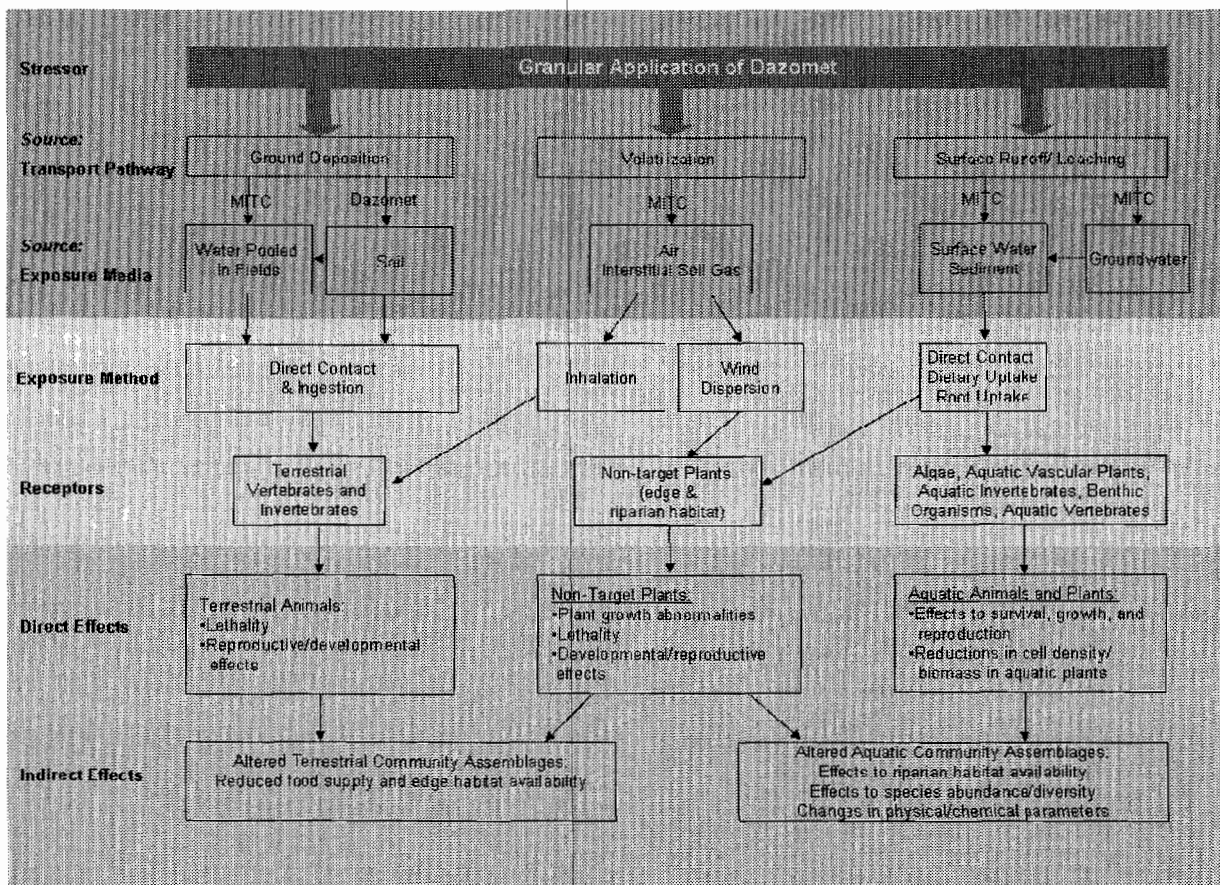 Stressor
Granular Application of Dazomet
Source:
Transport Pathway
Ground Deposition
Volatilization
Surface Runoff/ Leaching
MITC
Dazomet
MITC
MITC
MITC
Source:
Exposure Media
Water Pooled
in Fields
Soil
Air
Interstitial Soil Gas
Surface Water
Sediment
Groundwater
Exposure Method
Direct Contact
& Ingestion
Inhalation
Wind
Dispersion
Direct Contact
Dietary Uptake
Root Uptake
Receptors
Terrestrial
Vertebrates and
Invertebrates
Non-target Plants
(edge &
riparian habitat)
Algae, Aquatic Vascular Plants,
Aquatic Invertebrates, Benthic
Organisms, Aquatic Vertebrates
Direct Effects
Terrestrial Animals:
•Lethality
•Reproductive/developmental
effects
Non-Target Plants:
•Plant growth abnormalities
•Lethality
•Developmental/reproductive
effects
Aquatic Animals and Plants:
•Effects to survival, growth, and
reproduction
•Reductions in cell density/
biomass in aquatic plants
Indirect Effects
Altered Terrestrial Community Assemblages:
Reduced food supply and edge habitat availability
Altered Aquatic Community Assemblages:
Effects to riparian habitat availability
Effects to species abundance/diversity
Changes in physical/chemical parameters